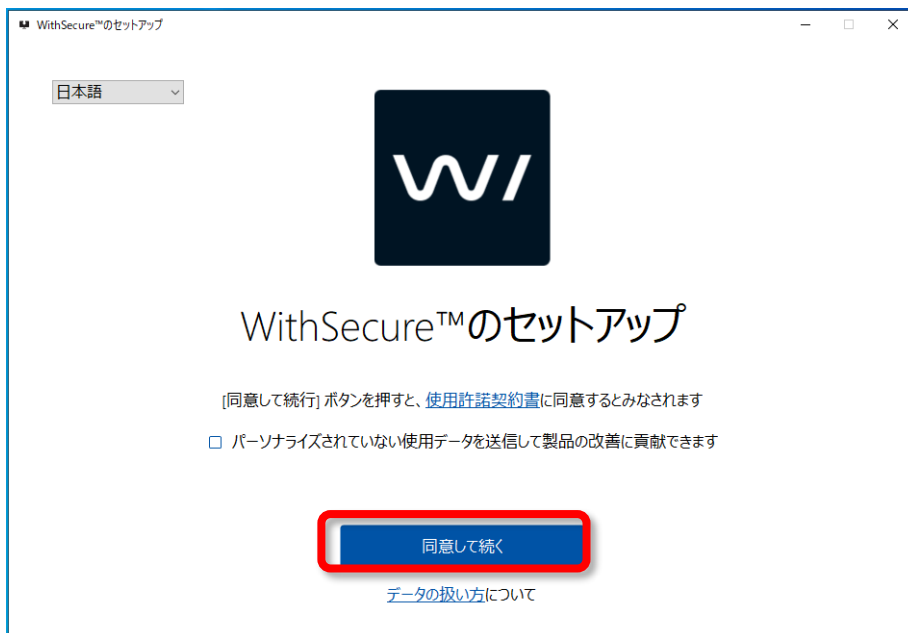 WithSecure™のセットアップ
日本語
WithSecure™のセットアップ
[同意して続行] ボタンを押すと、使用許諾契約書に同意するとみなされます
パーソナライズされていない使用データを送信して製品の改善に貢献できます
同意して続く
データの扱い方について